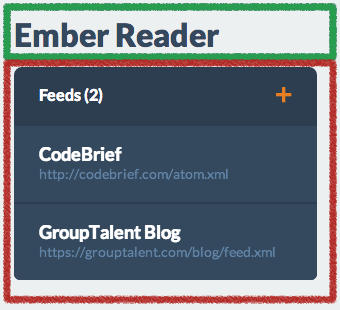 Ember Reader
Feeds (2) +
CodeBrief
http://codebrief.com/atom.xml
GroupTalent Blog
https://grouptalent.com/blog/feed.xml